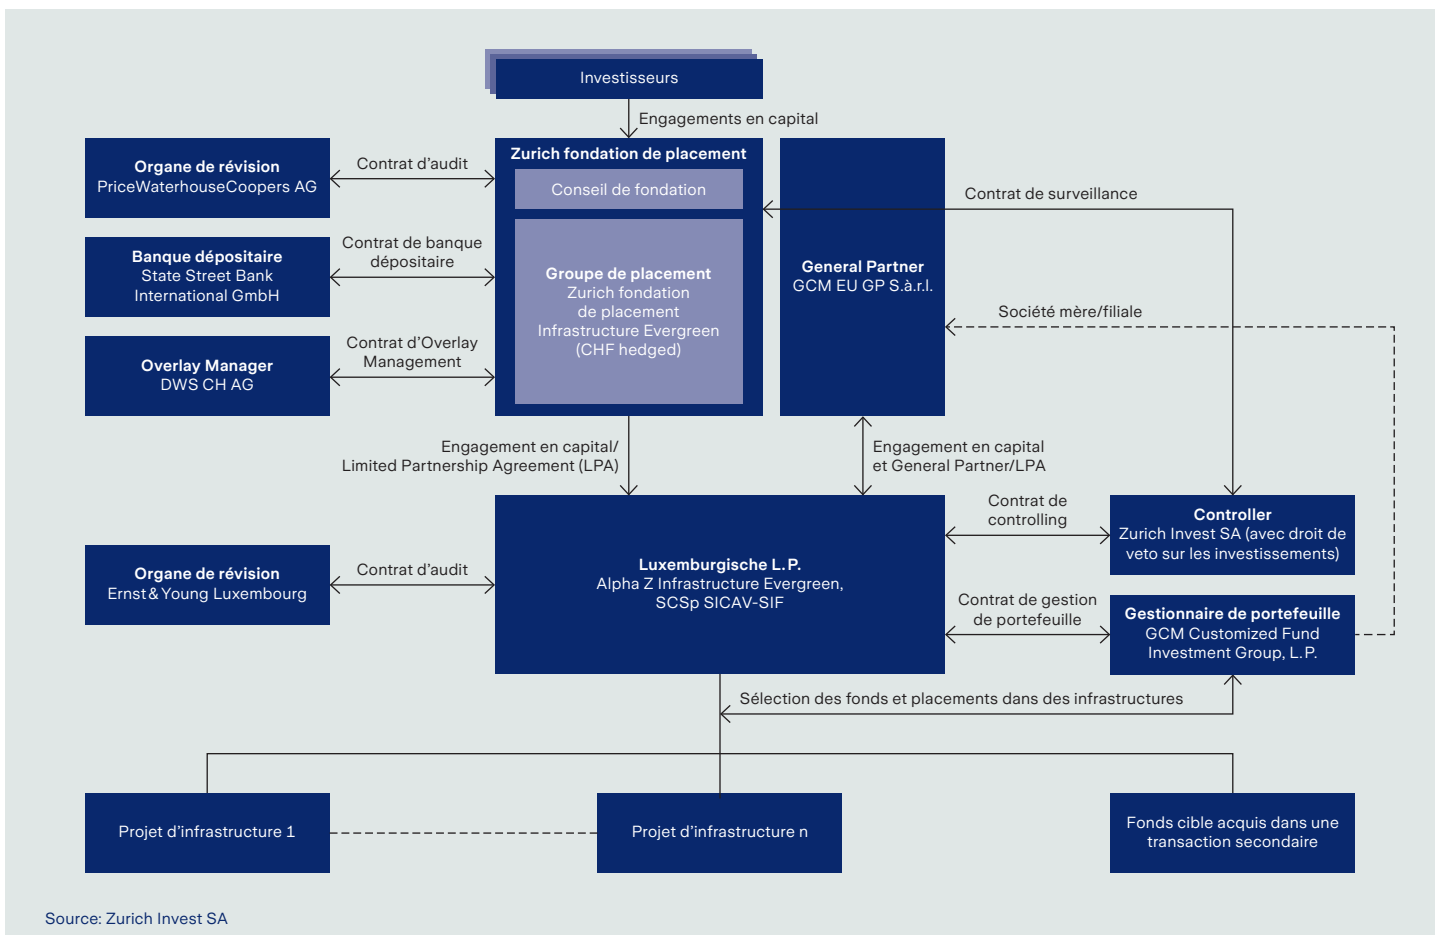 Investisseurs
Engagements en capital
Organe de révision
PriceWaterhouseCoopers AG
Contrat d’audit
Zurich fondation de placement
Conseil de fondation
Contrat de surveillance
Banque dépositaire
State Street Bank
International GmbH
Contrat de banque
dépositaire
Groupe de placement
Zurich fondation
de placement
Infrastructure Evergreen
(CHF hedged)
General Partner
GCM EU GP S.à.r.l.
Société mère/filiale
Overlay Manager
DWS CH AG
Contrat d’Overlay
Management
Engagement en capital/
Limited Partnership Agreement (LPA)
Engagement en capital
et General Partner/LPA
Contrat de
controlling
Controller
Zurich Invest SA (avec droit de
veto sur les investissements)
Organe de révision
Ernst & Young Luxembourg
Contrat d’audit
Luxemburgische L. P.
Alpha Z Infrastructure Evergreen,
SCSp SICAV-SIF
Contrat de gestion
de portefeuille
Gestionnaire de portefeuille
GCM Customized Fund
Investment Group, L. P.
Sélection des fonds et placements dans des infrastructures
Projet d’infrastructure 1
Projet d’infrastructure n
Fonds cible acquis dans une
transaction secondaire
Source: Zurich Invest SA